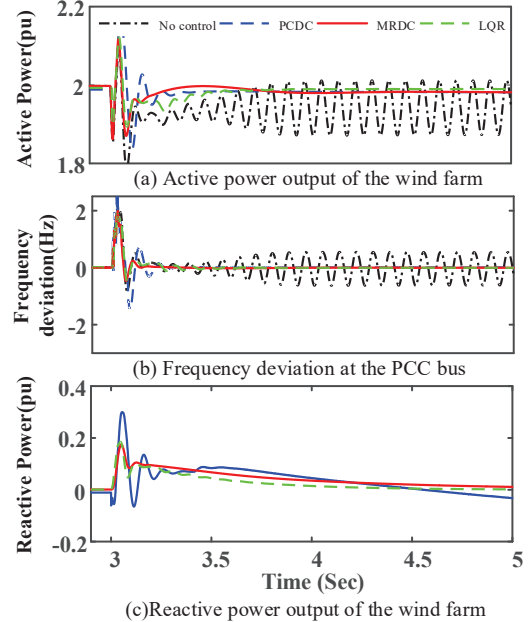 No control PCDC MRDC LQR
Active Power(pu)
2.2
2
1.8
(a) Active power output of the wind farm
Frequency
deviation(Hz)
2
0
-2
(b) Frequency deviation at the PCC bus
Reactive Power(pu)
0.4
0.2
0
-0.2
3 3.5 4 4.5 5
Time (Sec)
(c)Reactive power output of the wind farm